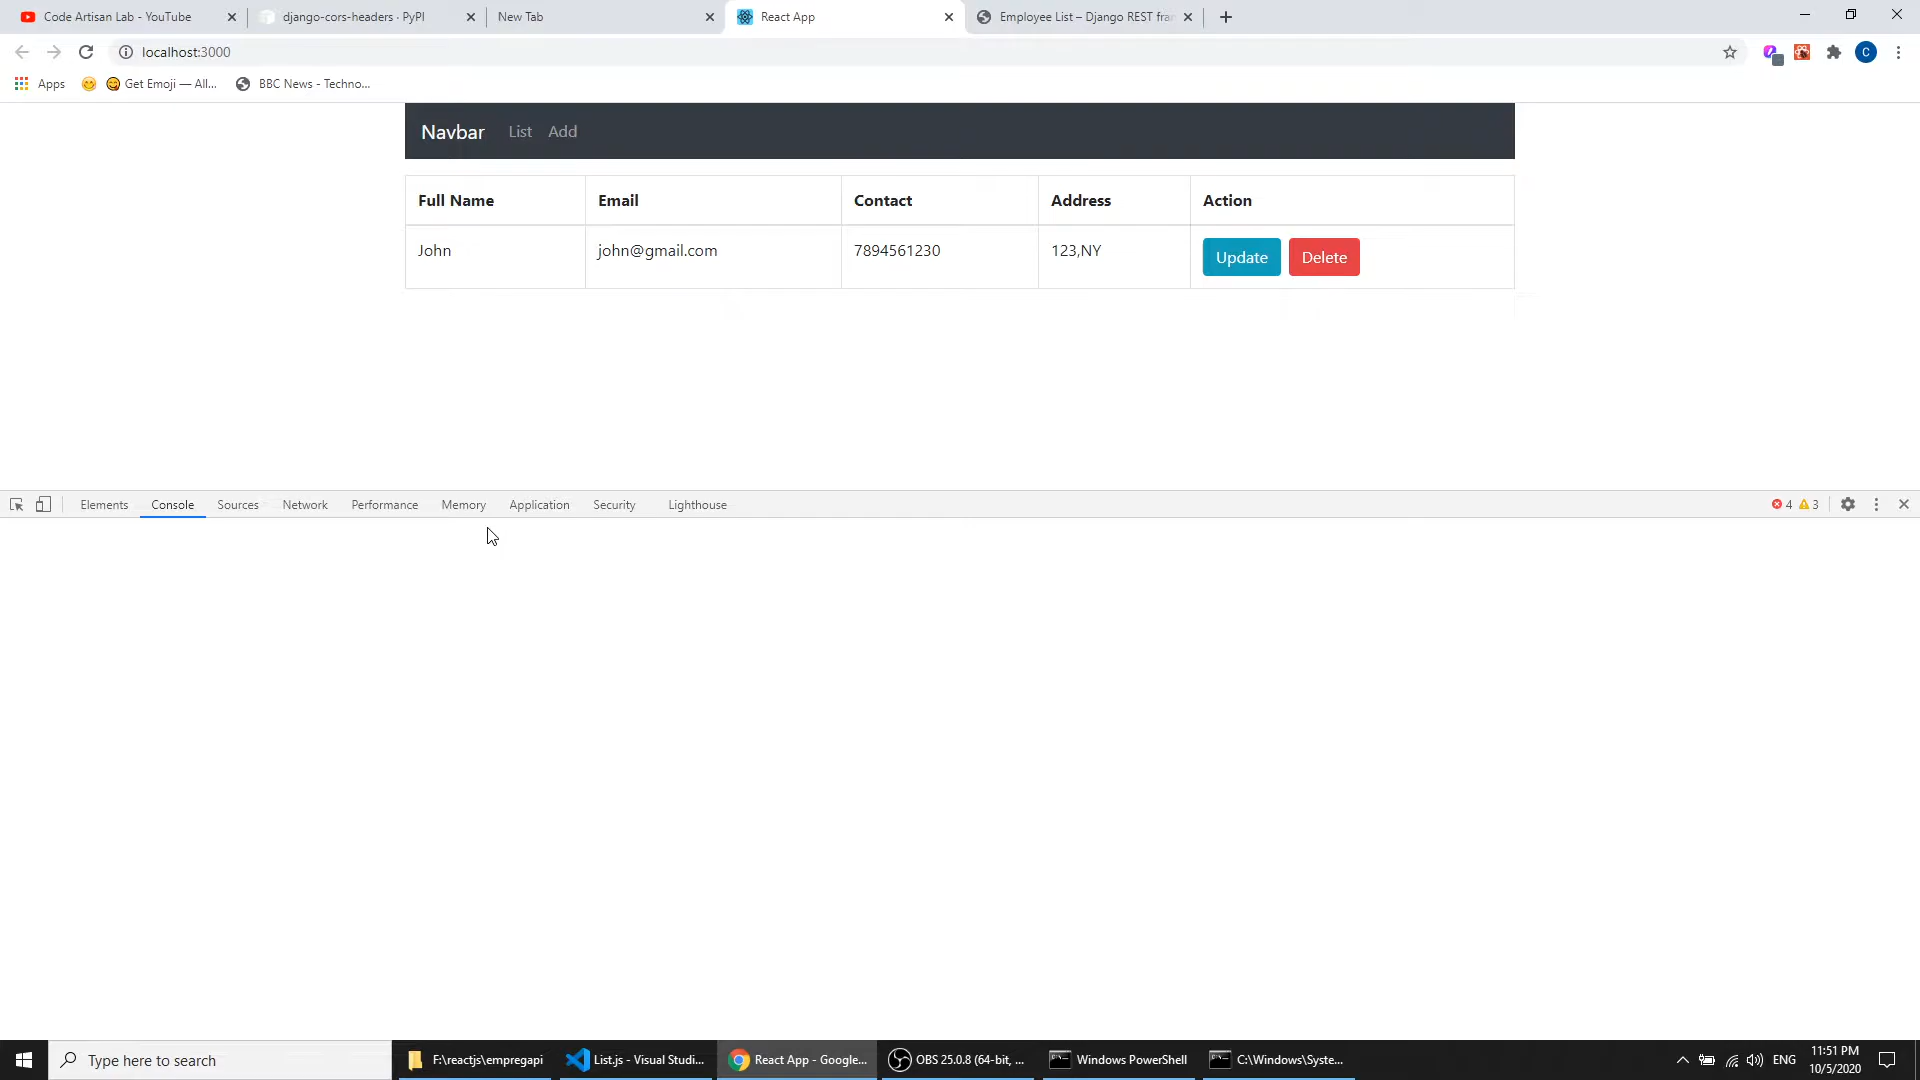 Code Artisan Lab - YouTube
django-cors-headers · PyPI
New Tab
React App
Employee List – Django REST fra
localhost:3000
Apps
Get Emoji — All...
BBC News - Techno...
C
Navbar List Add
Full Name Email Contact Address Action
John john@gmail.com 7894561230 123,NY Update Delete
Elements Console Sources Network Performance Memory Application Security Lighthouse 4 3
Type here to search
F:\reactjs\empregapi
List.js - Visual Studi...
React App - Google...
OBS 25.0.8 (64-bit, ...
Windows PowerShell
C:\Windows\Syste...
ENG
11:51 PM
10/5/2020